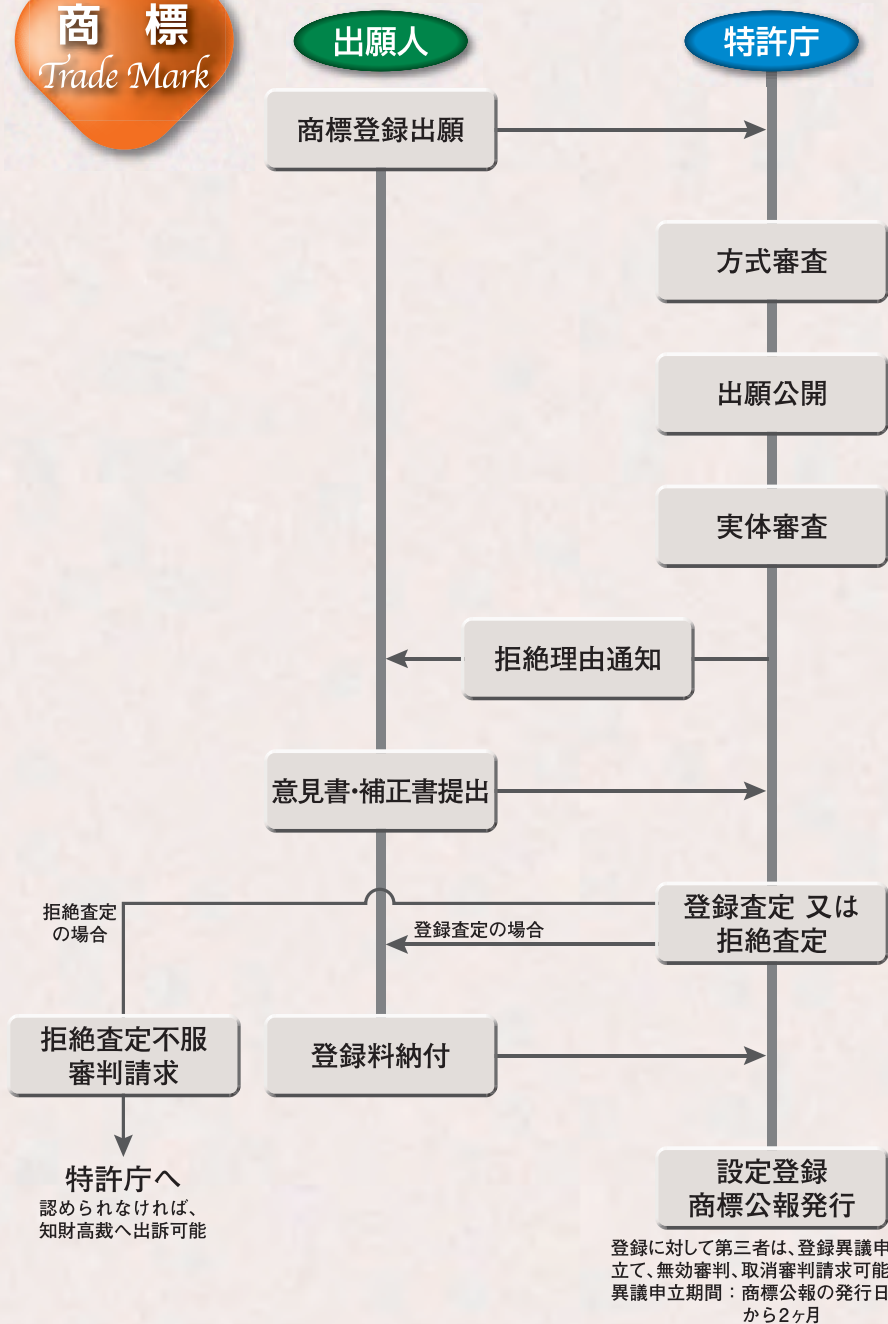 商 標
Trade Mark
出願人
特許庁
商標登録出願
方式審査
出願公開
実体審査
拒絶理由通知
意見書・補正書提出
登録査定 又は
拒絶査定
拒絶査定
の場合
登録査定の場合
拒絶査定不服
審判請求
登録料納付
特許庁へ
認められなければ、
知財高裁へ出訴可能
設定登録
商標公報発行
登録に対して第三者は、登録異議申
立て、無効審判、取消審判請求可能
異議申立期間：商標公報の発行日
から2ヶ月